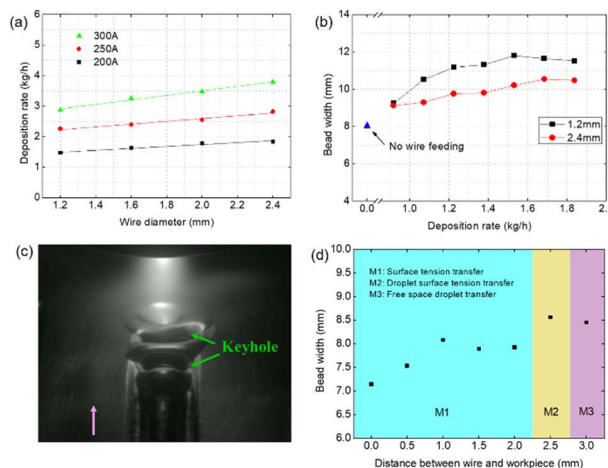 (a)
Deposition rate (kg/h)
6
5
4
3
2
1
0
300A
250A
200A
1.2
1.6
2.0
2.4
Wire diameter (mm)
(b)
Bead width (mm)
14
12
10
8
6
4
2
0
No wire feeding
1.2mm
2.4mm
0.0
1.0
1.2
1.4
1.6
1.8
2.0
Deposition rate (kg/h)
(c)
Keyhole
(d)
Bead width (mm)
10.0
9.5
9.0
8.5
8.0
7.5
7.0
6.5
6.0
M1: Surface tension transfer
M2: Droplet surface tension transfer
M3: Free space droplet transfer
M1
M2
M3
0.0
0.5
1.0
1.5
2.0
2.5
3.0
Distance between wire and workpiece (mm)